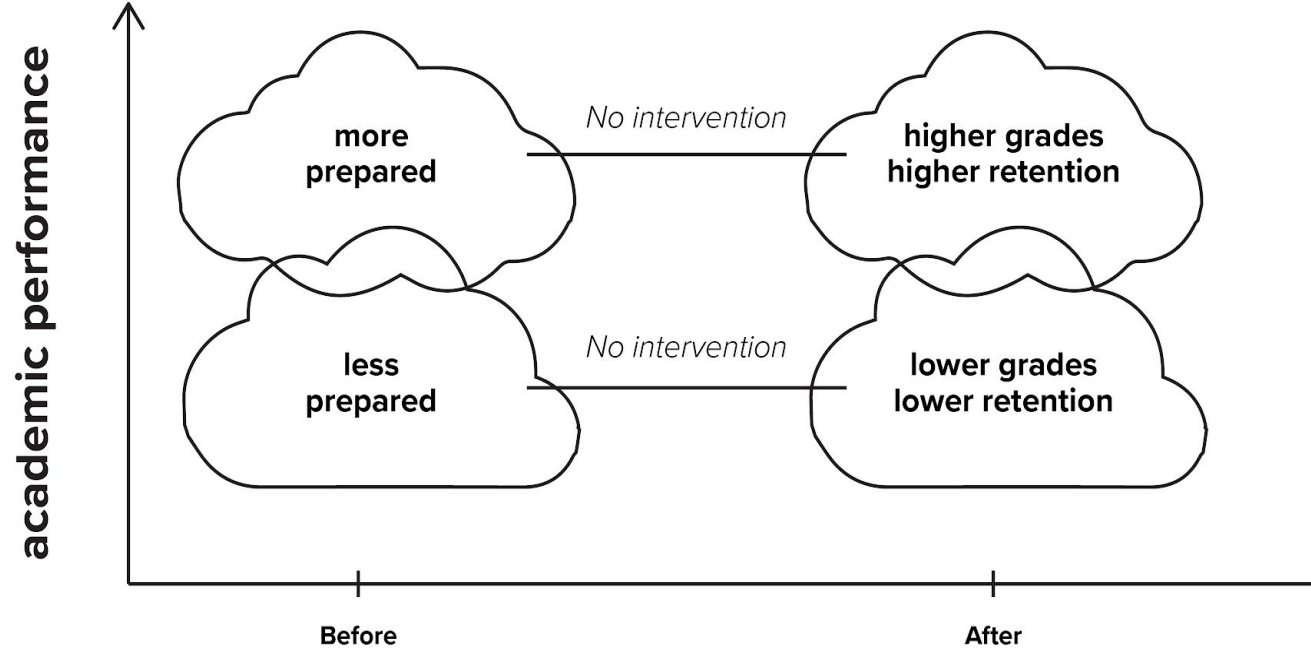 academic performance
more
prepared
No intervention
higher grades
higher retention
less
prepared
No intervention
lower grades
lower retention
Before
After